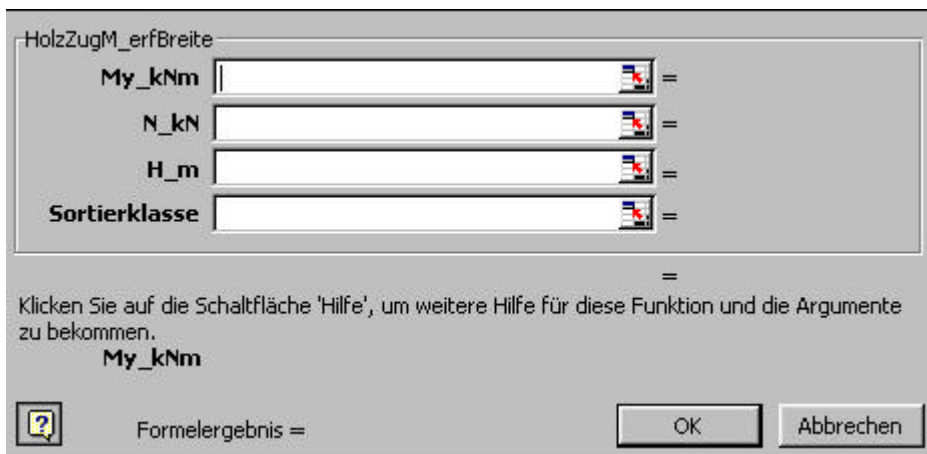 HolzZugM_erfBreite
My_kNm =
N_kN =
H_m =
Sortierklasse =
=
Klicken Sie auf die Schaltfläche 'Hilfe', um weitere Hilfe für diese Funktion und die Argumente
zu bekommen.
My_kNm
? Formelergebnis = OK Abbrechen